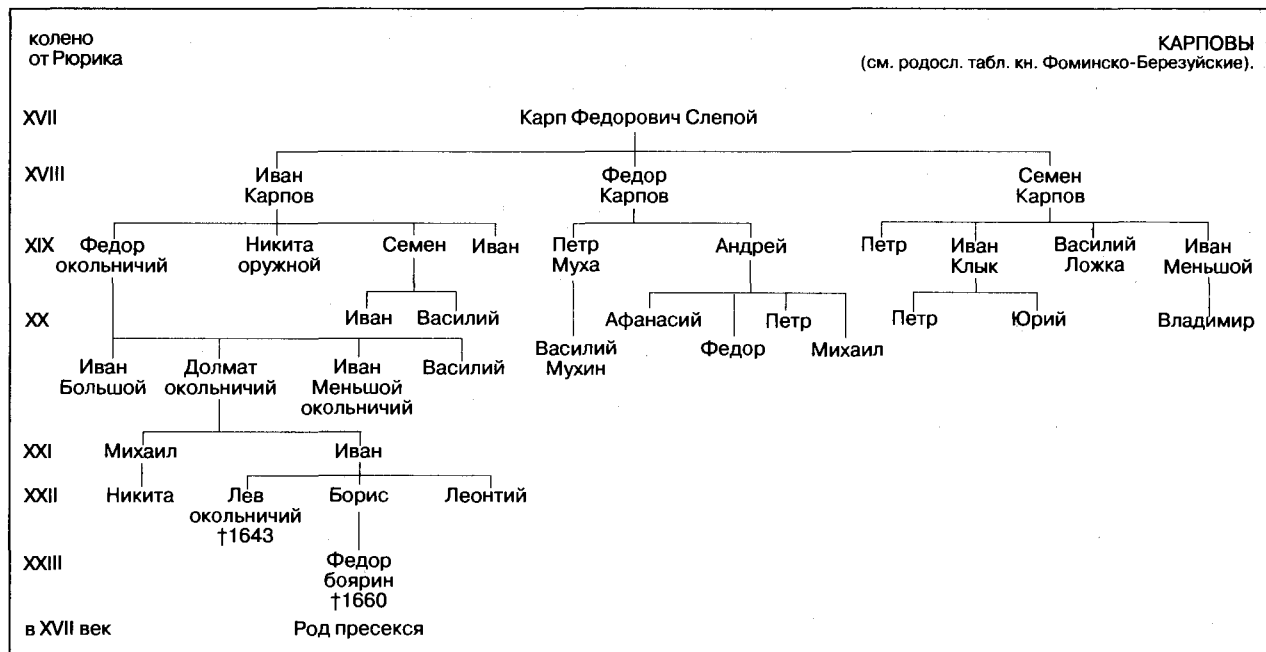 колено
от Рюрика
КАРПОВЫ
(см. родосл. табл. кн. Фоминско-Березуйские).
XVII
Карп Федорович Слепой
XVIII
Иван
Карпов
Федор
Карпов
Семен
Карпов
XIX
Федор
окольничий
Никита
оружной
Семен
Иван
Петр
Муха
Андрей
Петр
Иван
Клык
Василий
Ложка
Иван
Меньшой
XX
Иван
Василий
Василий
Мухин
Афанасий
Федор
Петр
Михаил
Петр
Юрий
Владимир
Иван
Большой
Долмат
окольничий
Иван
Меньшой
окольничий
Василий
XXI
Михаил
Иван
XXII
Никита
Лев
окольничий
†1643
Борис
Леонтий
XXIII
Федор
боярин
†1660
в XVII век
Род пресекся